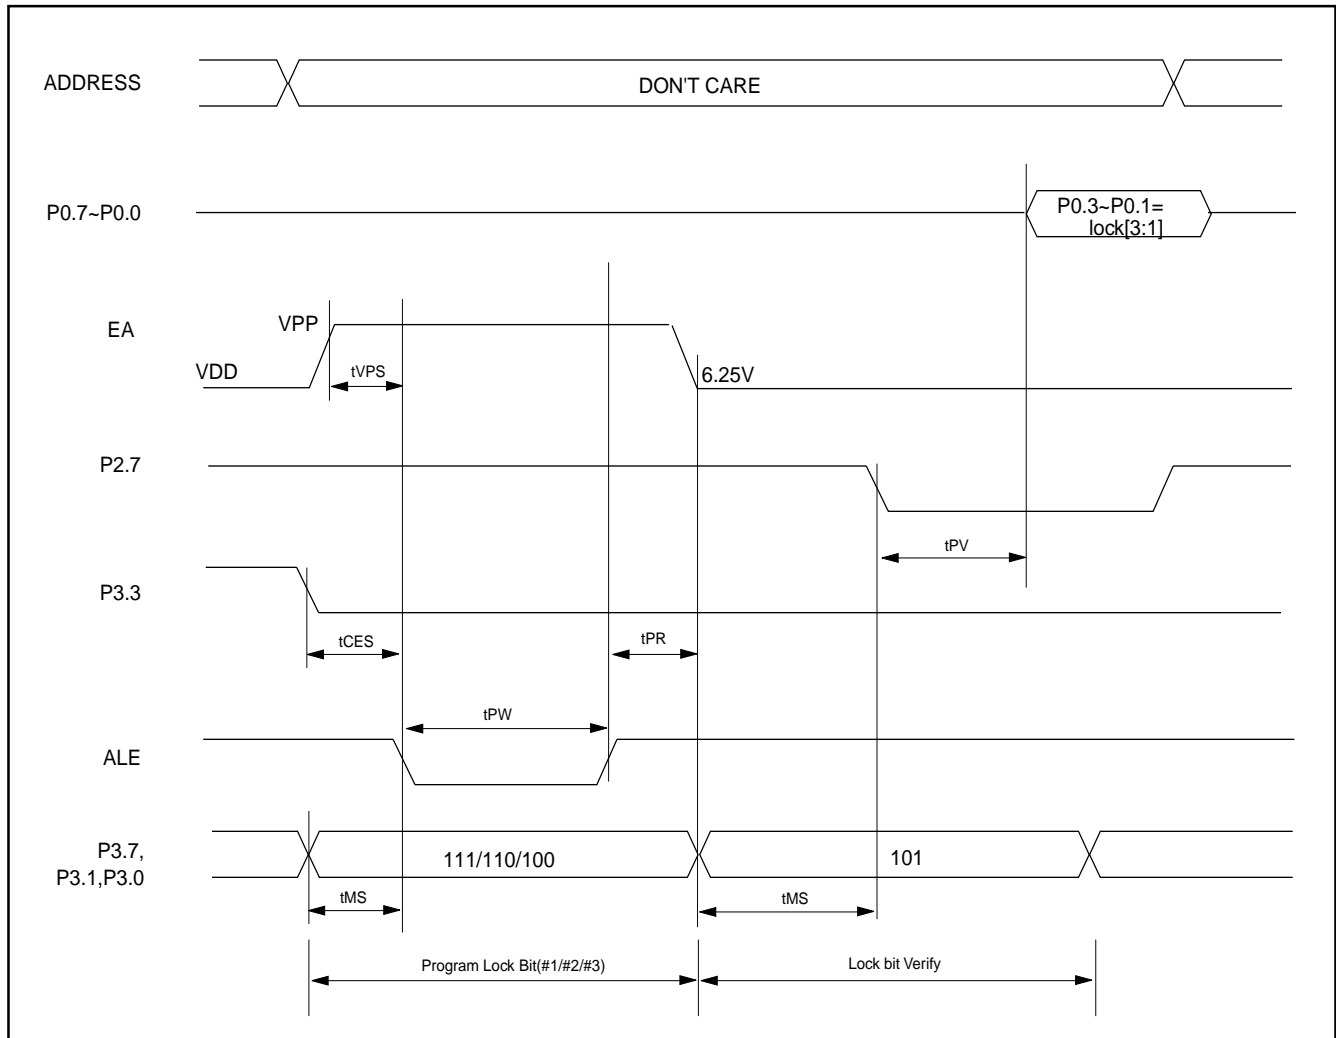 ADDRESS
DON'T CARE
P0.7~P0.0
P0.3~P0.1=
lock[3:1]
EA
VPP
VDD
tVPS
6.25V
P2.7
tPV
P3.3
tCES
tPR
tPW
ALE
P3.7,
P3.1,P3.0
111/110/100
101
tMS
tMS
Program Lock Bit(#1/#2/#3)
Lock bit Verify